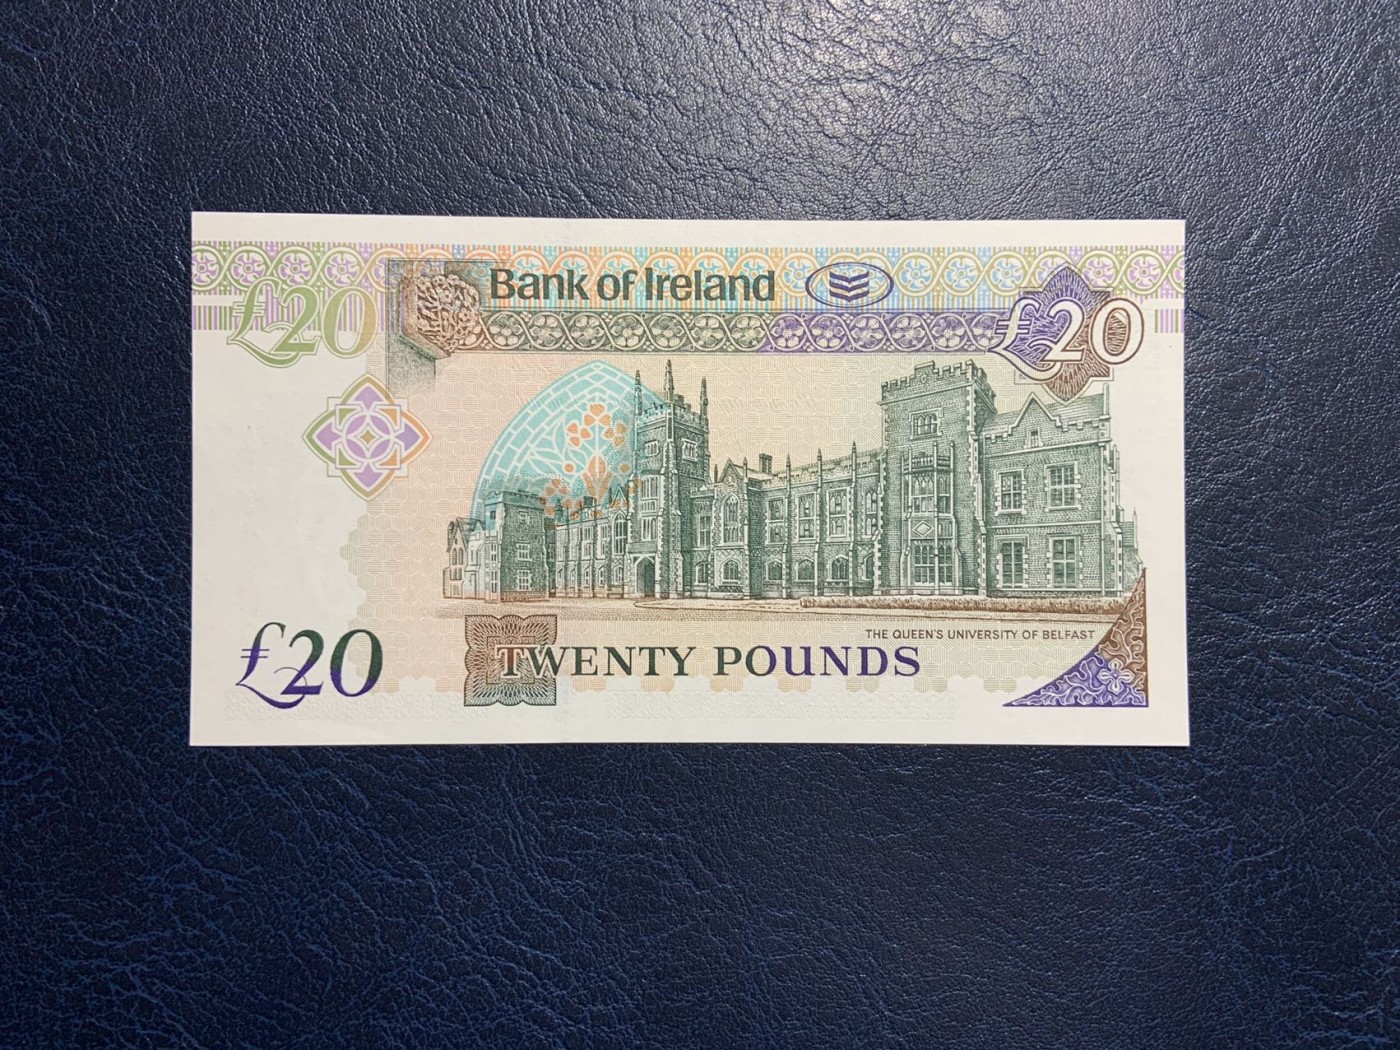 Bank of Ireland
£20
£20
THE QUEEN'S UNIVERSITY OF BELFAST
£20
TWENTY POUNDS